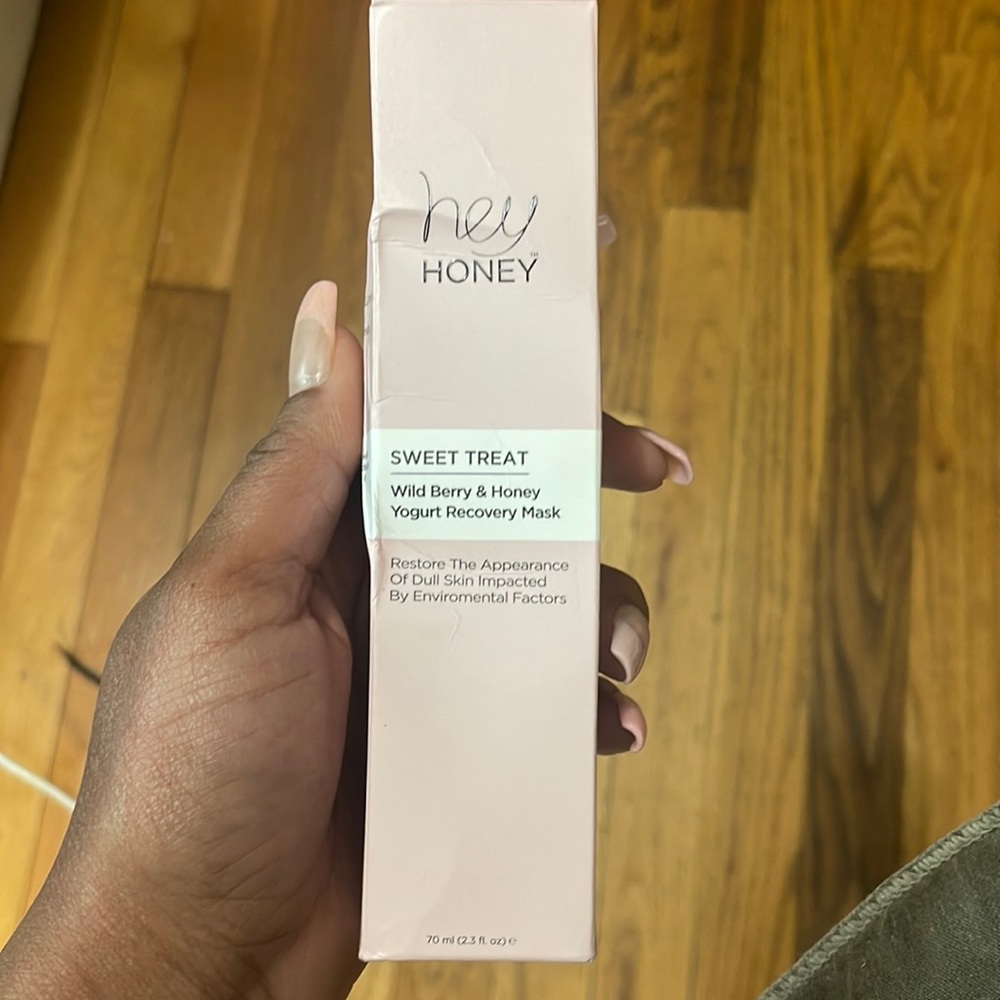 hey
HONEY™
SWEET TREAT
Wild Berry & Honey
Yogurt Recovery Mask
Restore The Appearance
Of Dull Skin Impacted
By Enviromental Factors
70 ml (2.3 fl. oz) ℮